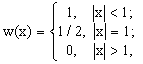 w(x) = { 1, |x| < 1;
1 / 2, |x| = 1;
0, |x| > 1,